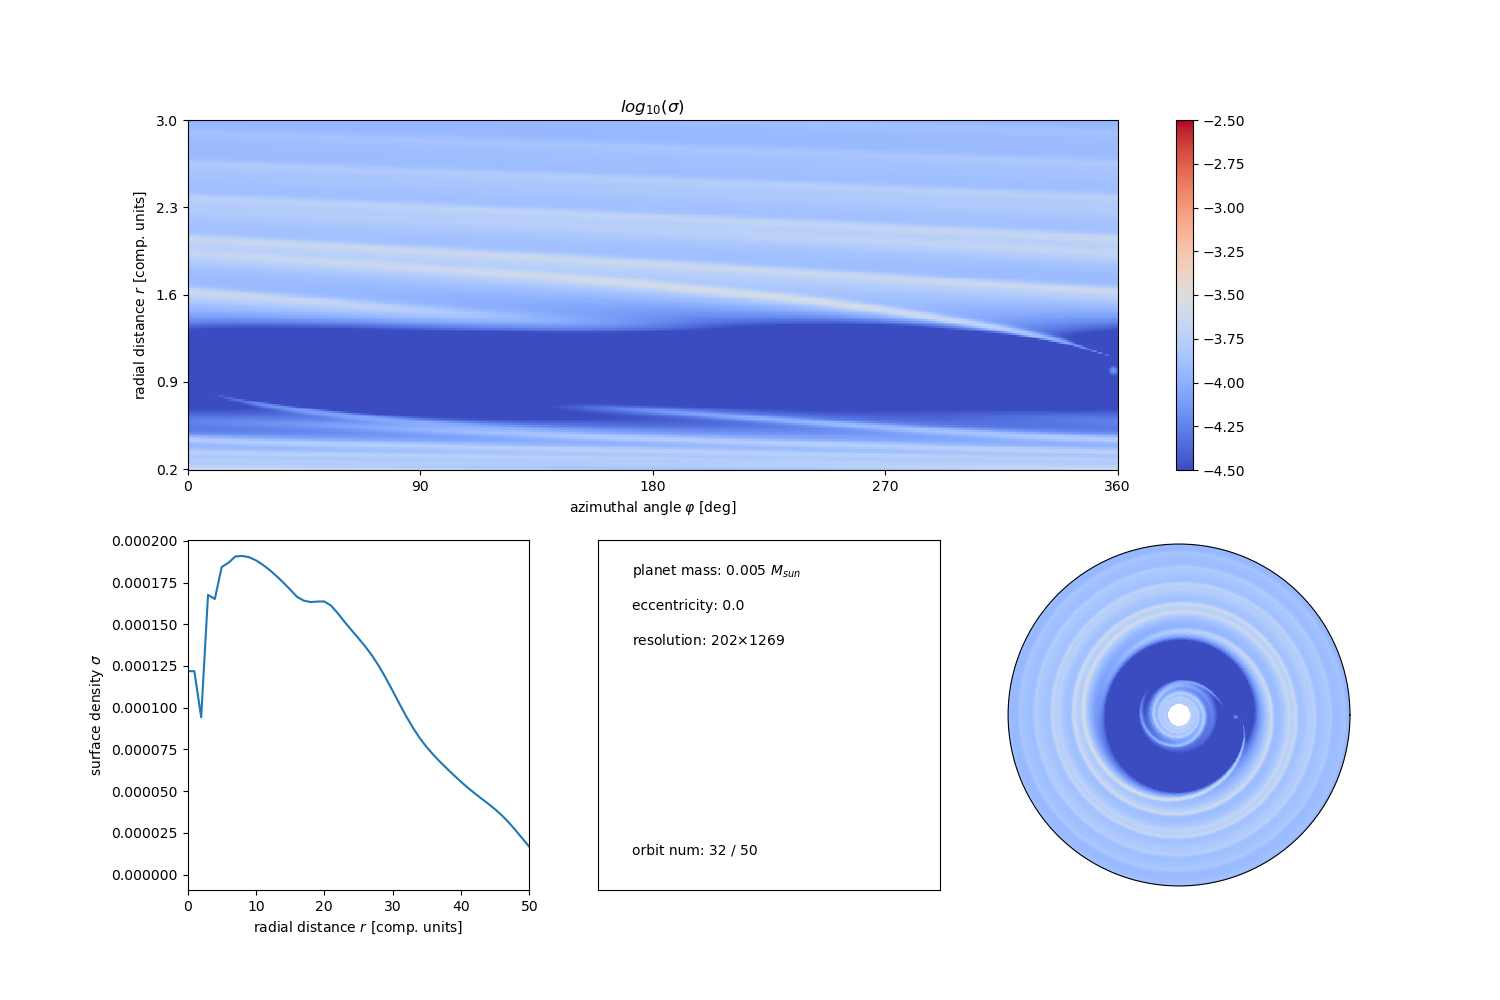 log₁₀(σ)
3.0
2.3
1.6
0.9
0.2
radial distance r [comp. units]
0 90 180 270 360
azimuthal angle φ [deg]
−2.50
−2.75
−3.00
−3.25
−3.50
−3.75
−4.00
−4.25
−4.50
0.000200
0.000175
0.000150
0.000125
0.000100
0.000075
0.000050
0.000025
0.000000
surface density σ
0 10 20 30 40 50
radial distance r [comp. units]
planet mass: 0.005 M_sun
eccentricity: 0.0
resolution: 202×1269
orbit num: 32 / 50